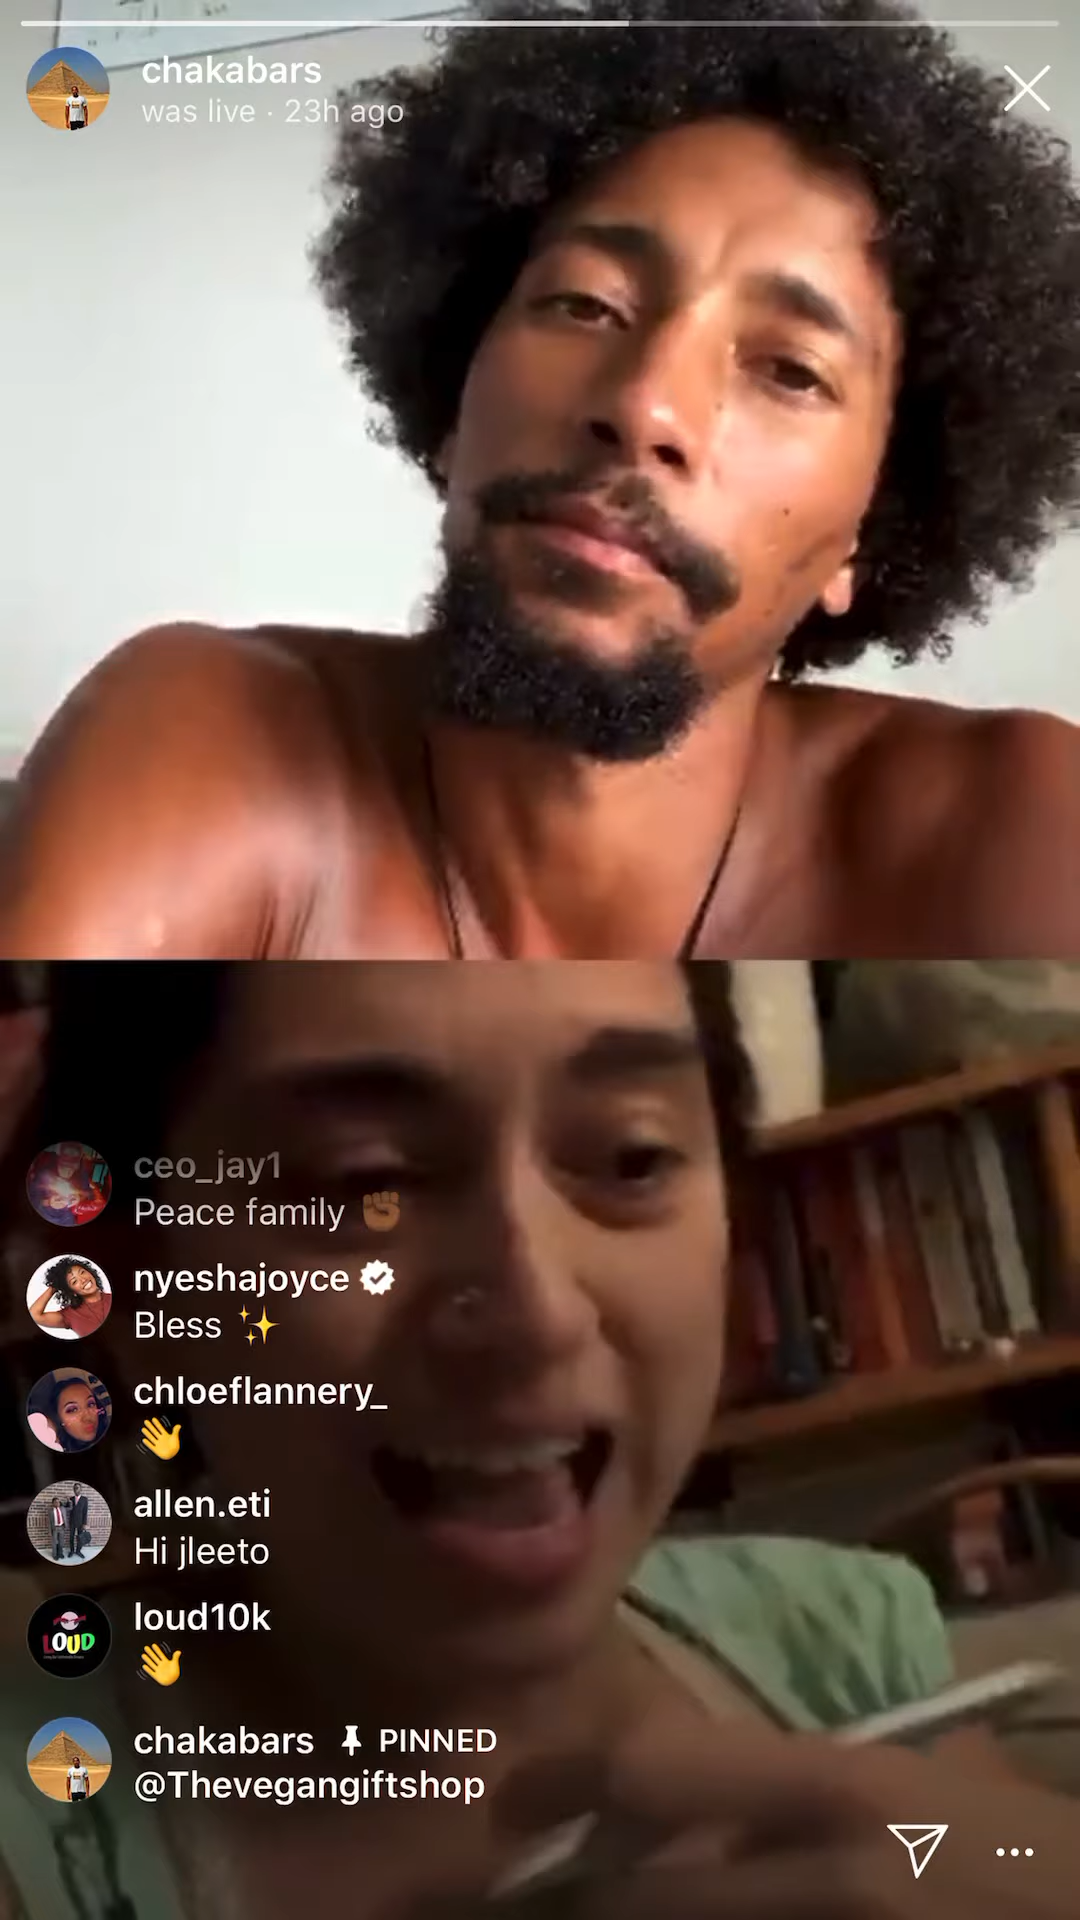 chakabars
was live · 23h ago
ceo_jay1
Peace family ✊🏾
nyeshajoyce
Bless ✨
chloeflannery_
👋
allen.eti
Hi jleeto
LOUD
loud10k
👋
chakabars PINNED
@Thevegangiftshop